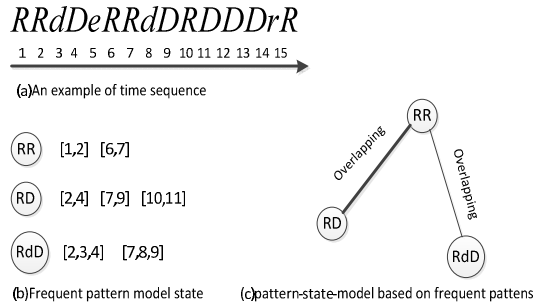 RRdDeRRdDRDDDrR
1 2 3 4 5 6 7 8 9 10 11 12 13 14 15
(a)An example of time sequence
RR [1,2] [6,7]
RD [2,4] [7,9] [10,11]
RdD [2,3,4] [7,8,9]
(b)Frequent pattern model state
RR
Overlapping
Overlapping
RD
RdD
(c)pattern-state-model based on frequent pattens